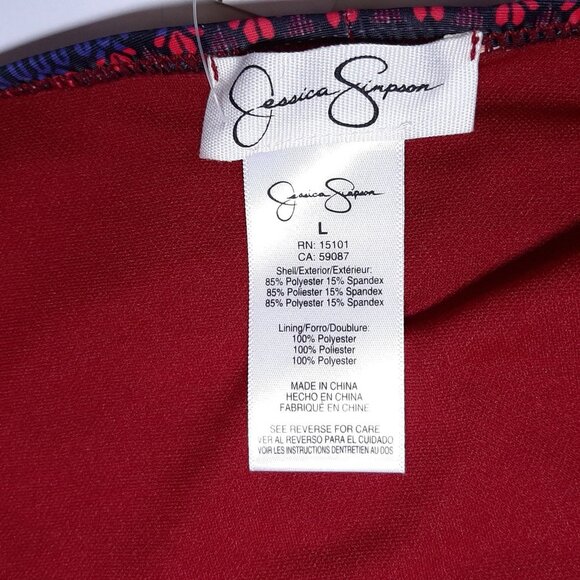 Jessica Simpson
Jessica Simpson
L
RN: 15101
CA: 59087
Shell/Exterior/Extérieur:
85% Polyester 15% Spandex
85% Poliester 15% Spandex
85% Polyester 15% Spandex
Lining/Forro/Doublure:
100% Polyester
100% Poliester
100% Polyester
MADE IN CHINA
HECHO EN CHINA
FABRIQUÉ EN CHINE
SEE REVERSE FOR CARE
VER AL REVERSO PARA EL CUIDADO
VOIR LES INSTRUCTIONS DENTRETIEN AU DOS